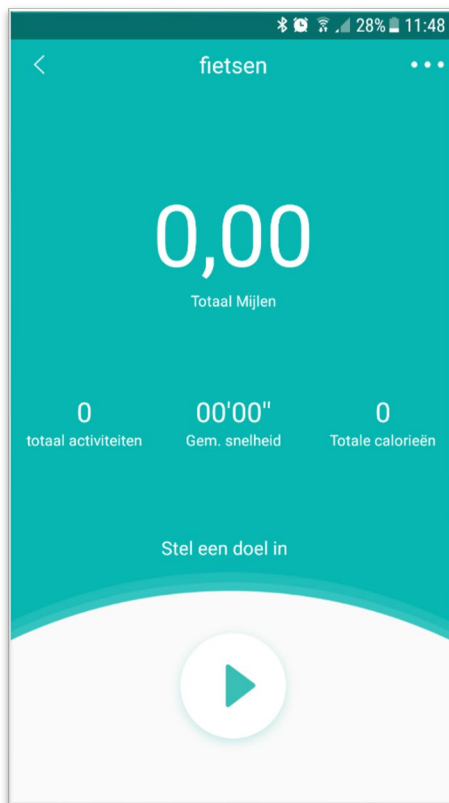 28% 11:48
fietsen
0,00
Totaal Mijlen
0 00'00" 0
totaal activiteiten Gem. snelheid Totale calorieën
Stel een doel in